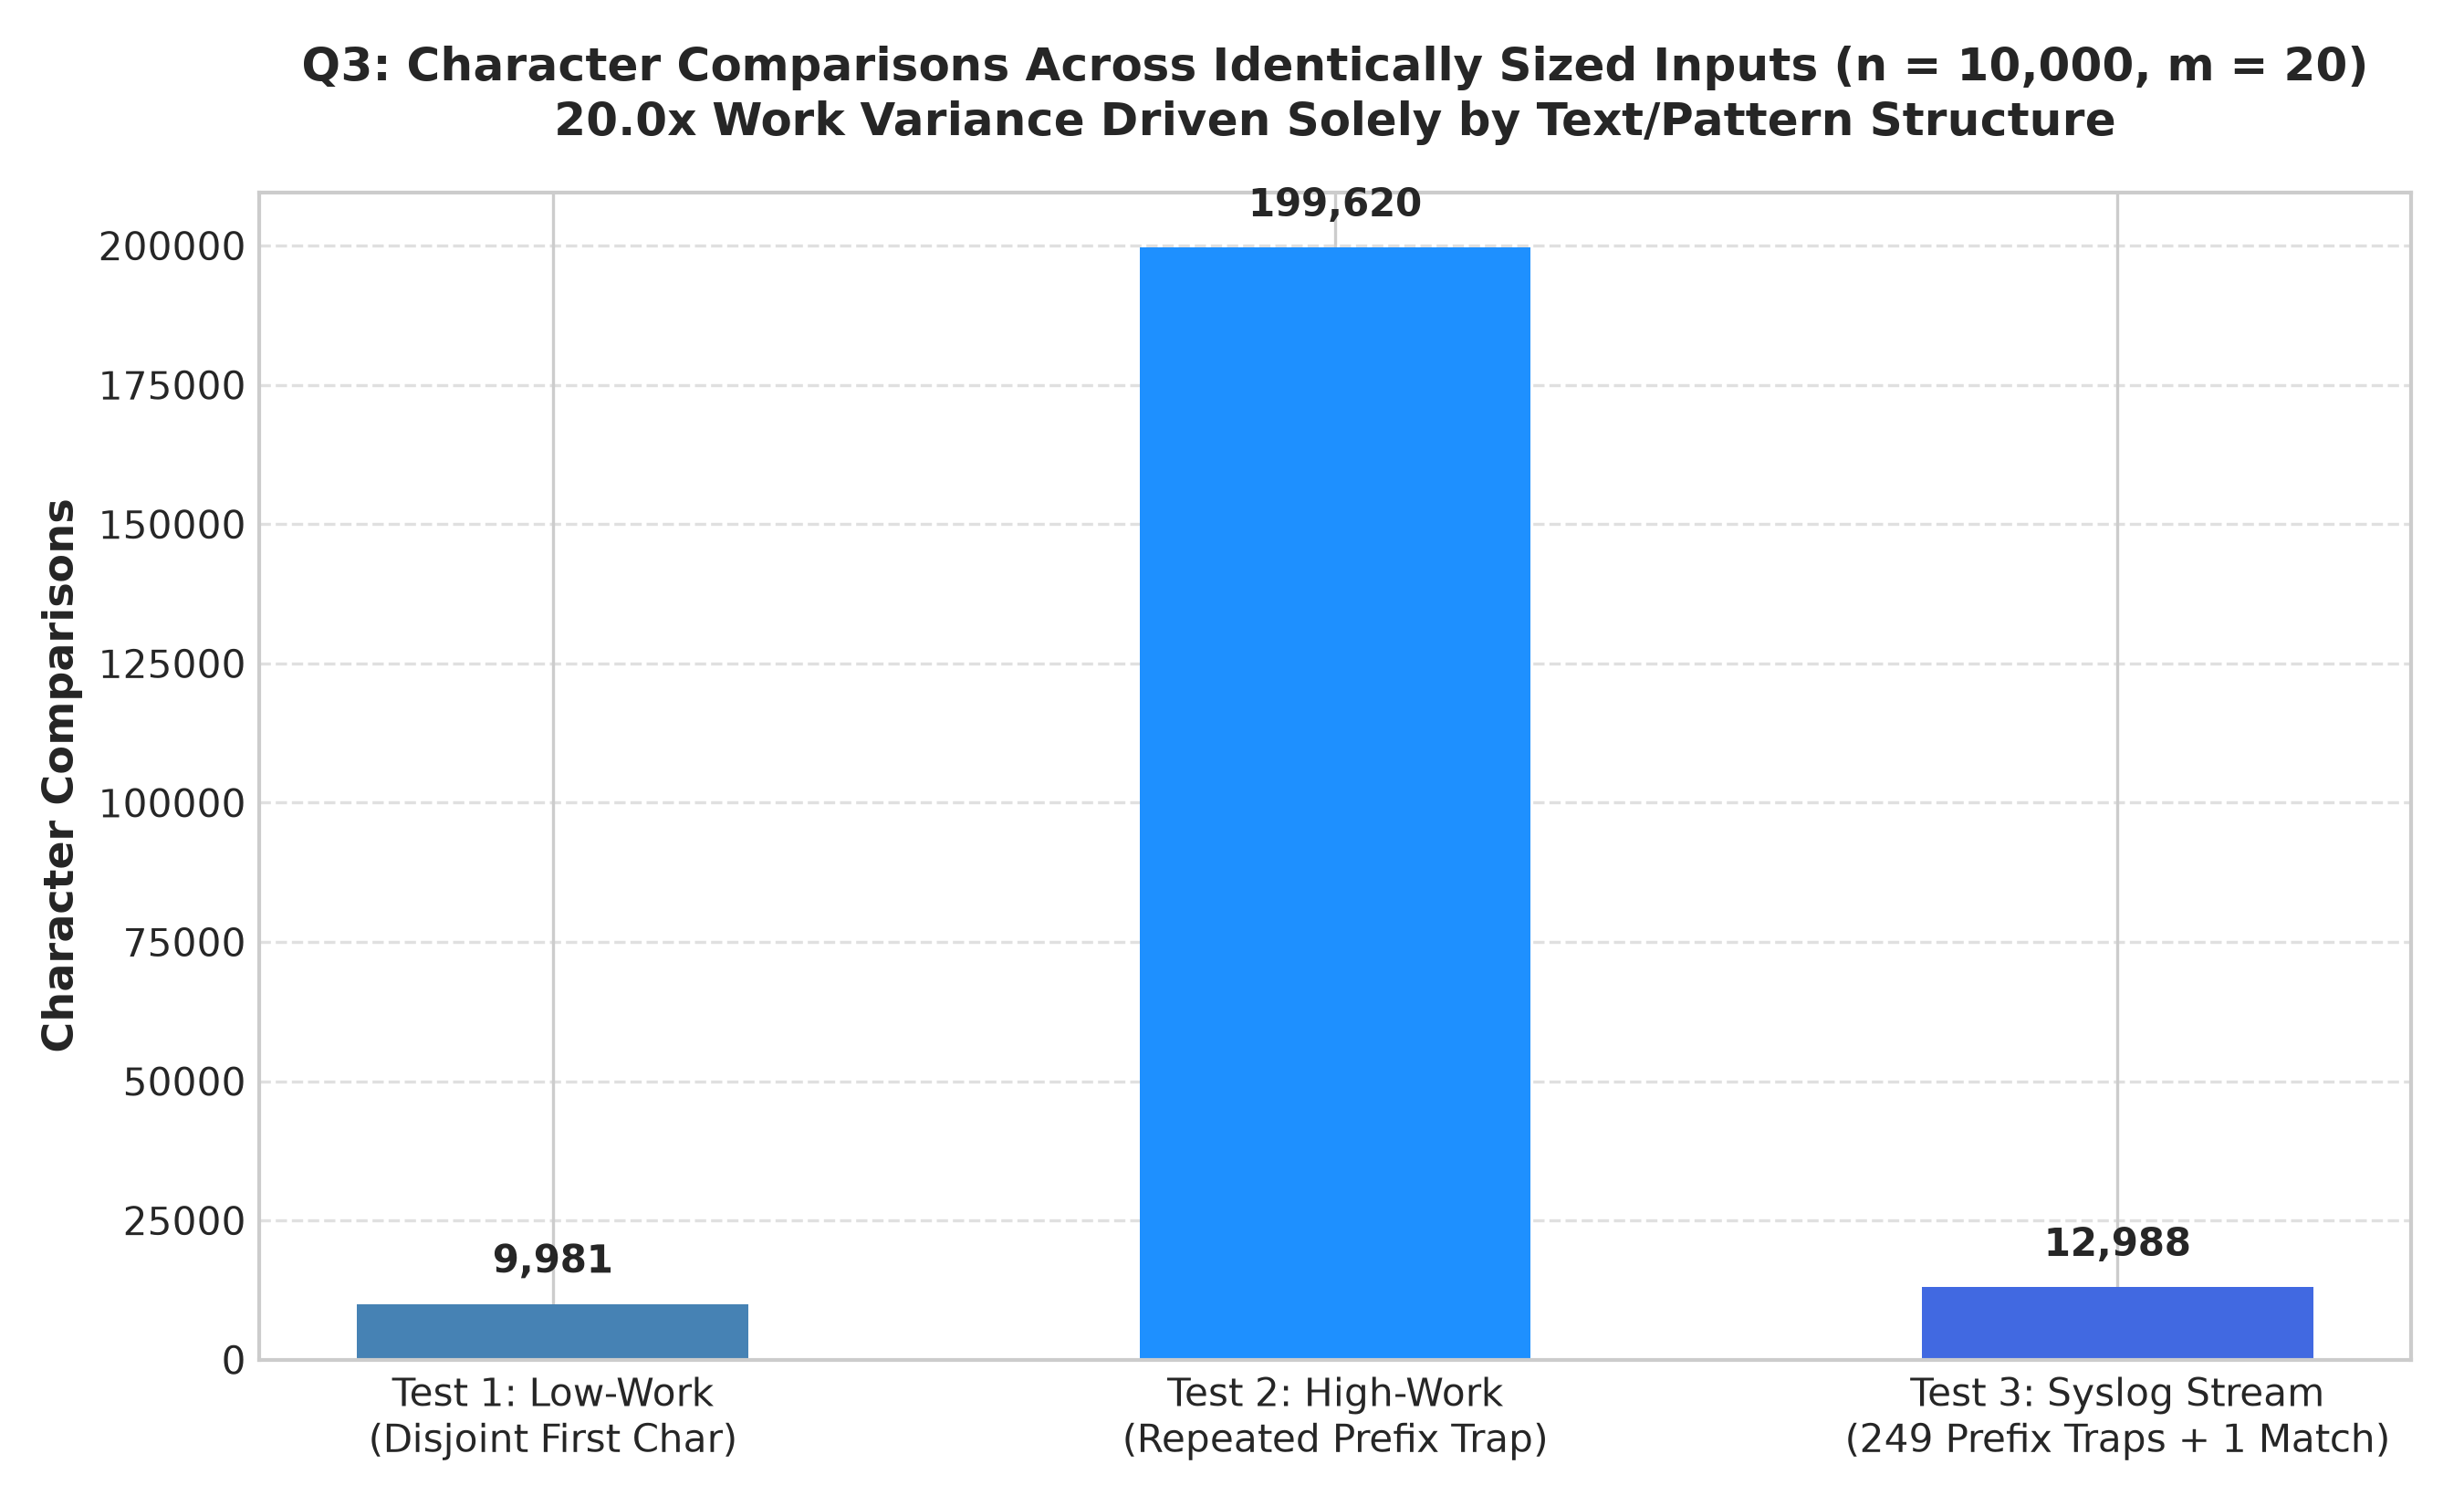 Q3: Character Comparisons Across Identically Sized Inputs (n = 10,000, m = 20)
20.0x Work Variance Driven Solely by Text/Pattern Structure
Character Comparisons
200000
175000
150000
125000
100000
75000
50000
25000
0
9,981
199,620
12,988
Test 1: Low-Work
(Disjoint First Char)
Test 2: High-Work
(Repeated Prefix Trap)
Test 3: Syslog Stream
(249 Prefix Traps + 1 Match)